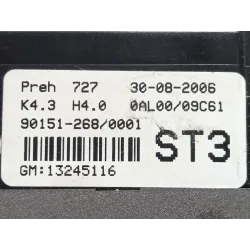 Preh 727 30-08-2006
K4.3 H4.0 0AL00/09C61
90151-268/0001
ST3
GM:13245116